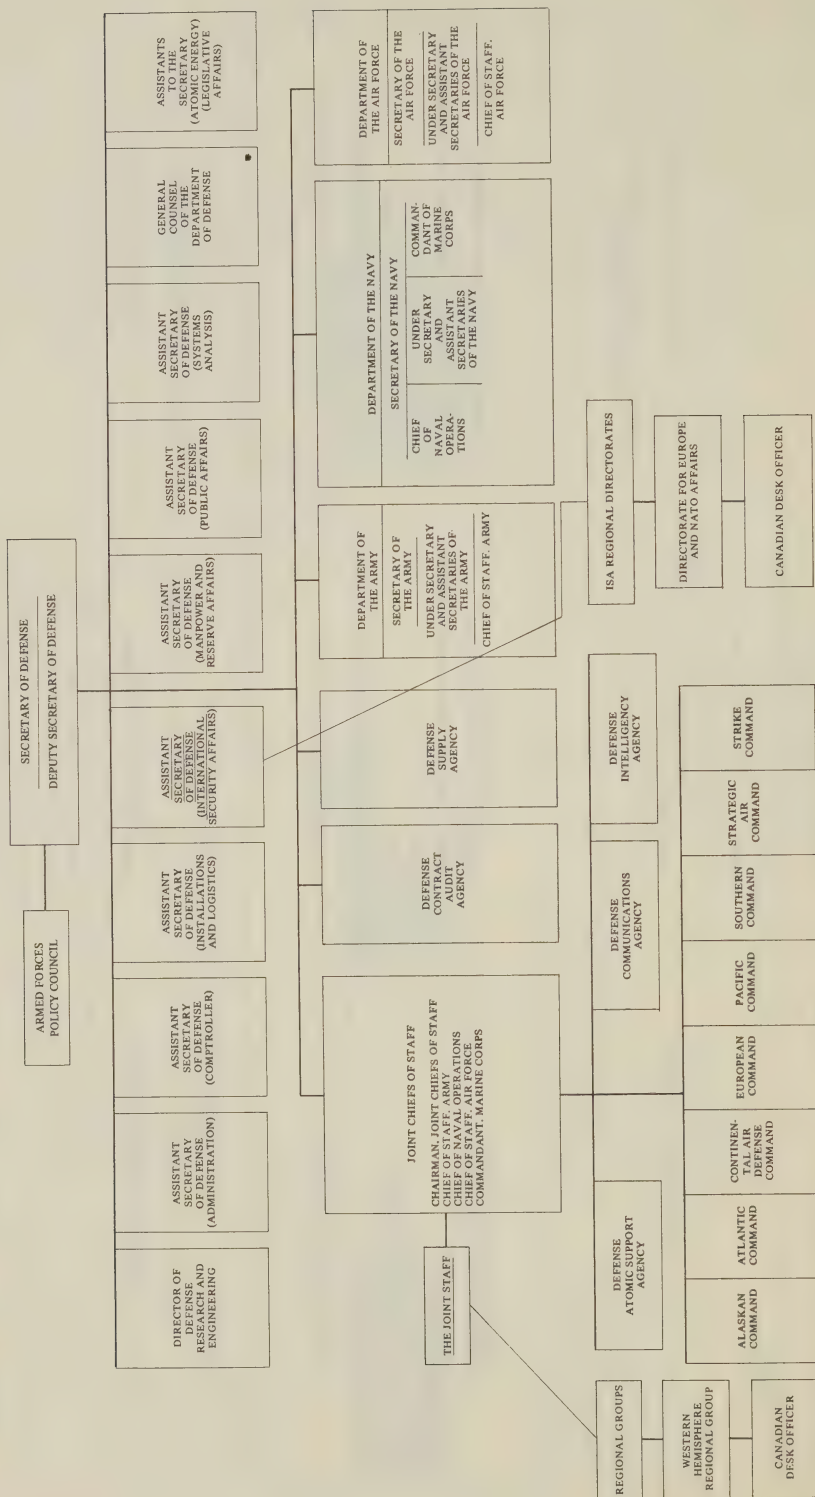 SECRETARY OF DEFENSE
DEPUTY SECRETARY OF DEFENSE
ARMED FORCES
POLICY COUNCIL
DIRECTOR OF
DEFENSE
RESEARCH AND
ENGINEERING
ASSISTANT
SECRETARY
OF DEFENSE
(ADMINISTRATION)
ASSISTANT
SECRETARY
OF DEFENSE
(COMPTROLLER)
ASSISTANT
SECRETARY
OF DEFENSE
(INSTALLATIONS
AND LOGISTICS)
ASSISTANT
SECRETARY
OF DEFENSE
(INTERNATIONAL
SECURITY AFFAIRS)
ASSISTANT
SECRETARY
OF DEFENSE
(MANPOWER AND
RESERVE AFFAIRS)
ASSISTANT
SECRETARY
OF DEFENSE
(PUBLIC AFFAIRS)
ASSISTANT
SECRETARY
OF DEFENSE
(SYSTEMS
ANALYSIS)
GENERAL
COUNSEL
OF THE
DEPARTMENT
OF DEFENSE
ASSISTANTS
TO THE
SECRETARY
(ATOMIC ENERGY)
(LEGISLATIVE
AFFAIRS)
JOINT CHIEFS OF STAFF
CHAIRMAN, JOINT CHIEFS OF STAFF
CHIEF OF STAFF, ARMY
CHIEF OF NAVAL OPERATIONS
CHIEF OF STAFF, AIR FORCE
COMMANDANT, MARINE CORPS
DEFENSE
CONTRACT
AUDIT
AGENCY
DEFENSE
SUPPLY
AGENCY
DEPARTMENT OF
THE ARMY
SECRETARY OF
THE ARMY
UNDER SECRETARY
AND ASSISTANT
SECRETARIES OF
THE ARMY
CHIEF OF STAFF, ARMY
DEPARTMENT OF THE NAVY
SECRETARY OF THE NAVY
CHIEF
OF
NAVAL
OPERA-
TIONS
UNDER
SECRETARY
AND
ASSISTANT
SECRETARIES
OF THE NAVY
COMMAN-
DANT OF
MARINE
CORPS
DEPARTMENT OF
THE AIR FORCE
SECRETARY OF THE
AIR FORCE
UNDER SECRETARY
AND ASSISTANT
SECRETARIES OF THE
AIR FORCE
CHIEF OF STAFF,
AIR FORCE
THE JOINT STAFF
DEFENSE
ATOMIC SUPPORT
AGENCY
DEFENSE
COMMUNICATIONS
AGENCY
DEFENSE
INTELLIGENCY
AGENCY
ISA REGIONAL DIRECTORATES
DIRECTORATE FOR EUROPE
AND NATO AFFAIRS
CANADIAN DESK OFFICER
REGIONAL GROUPS
WESTERN
HEMISPHERE
REGIONAL GROUP
CANADIAN
DESK OFFICER
ALASKAN
COMMAND
ATLANTIC
COMMAND
CONTINEN-
TAL AIR
DEFENSE
COMMAND
EUROPEAN
COMMAND
PACIFIC
COMMAND
SOUTHERN
COMMAND
STRATEGIC
AIR
COMMAND
STRIKE
COMMAND